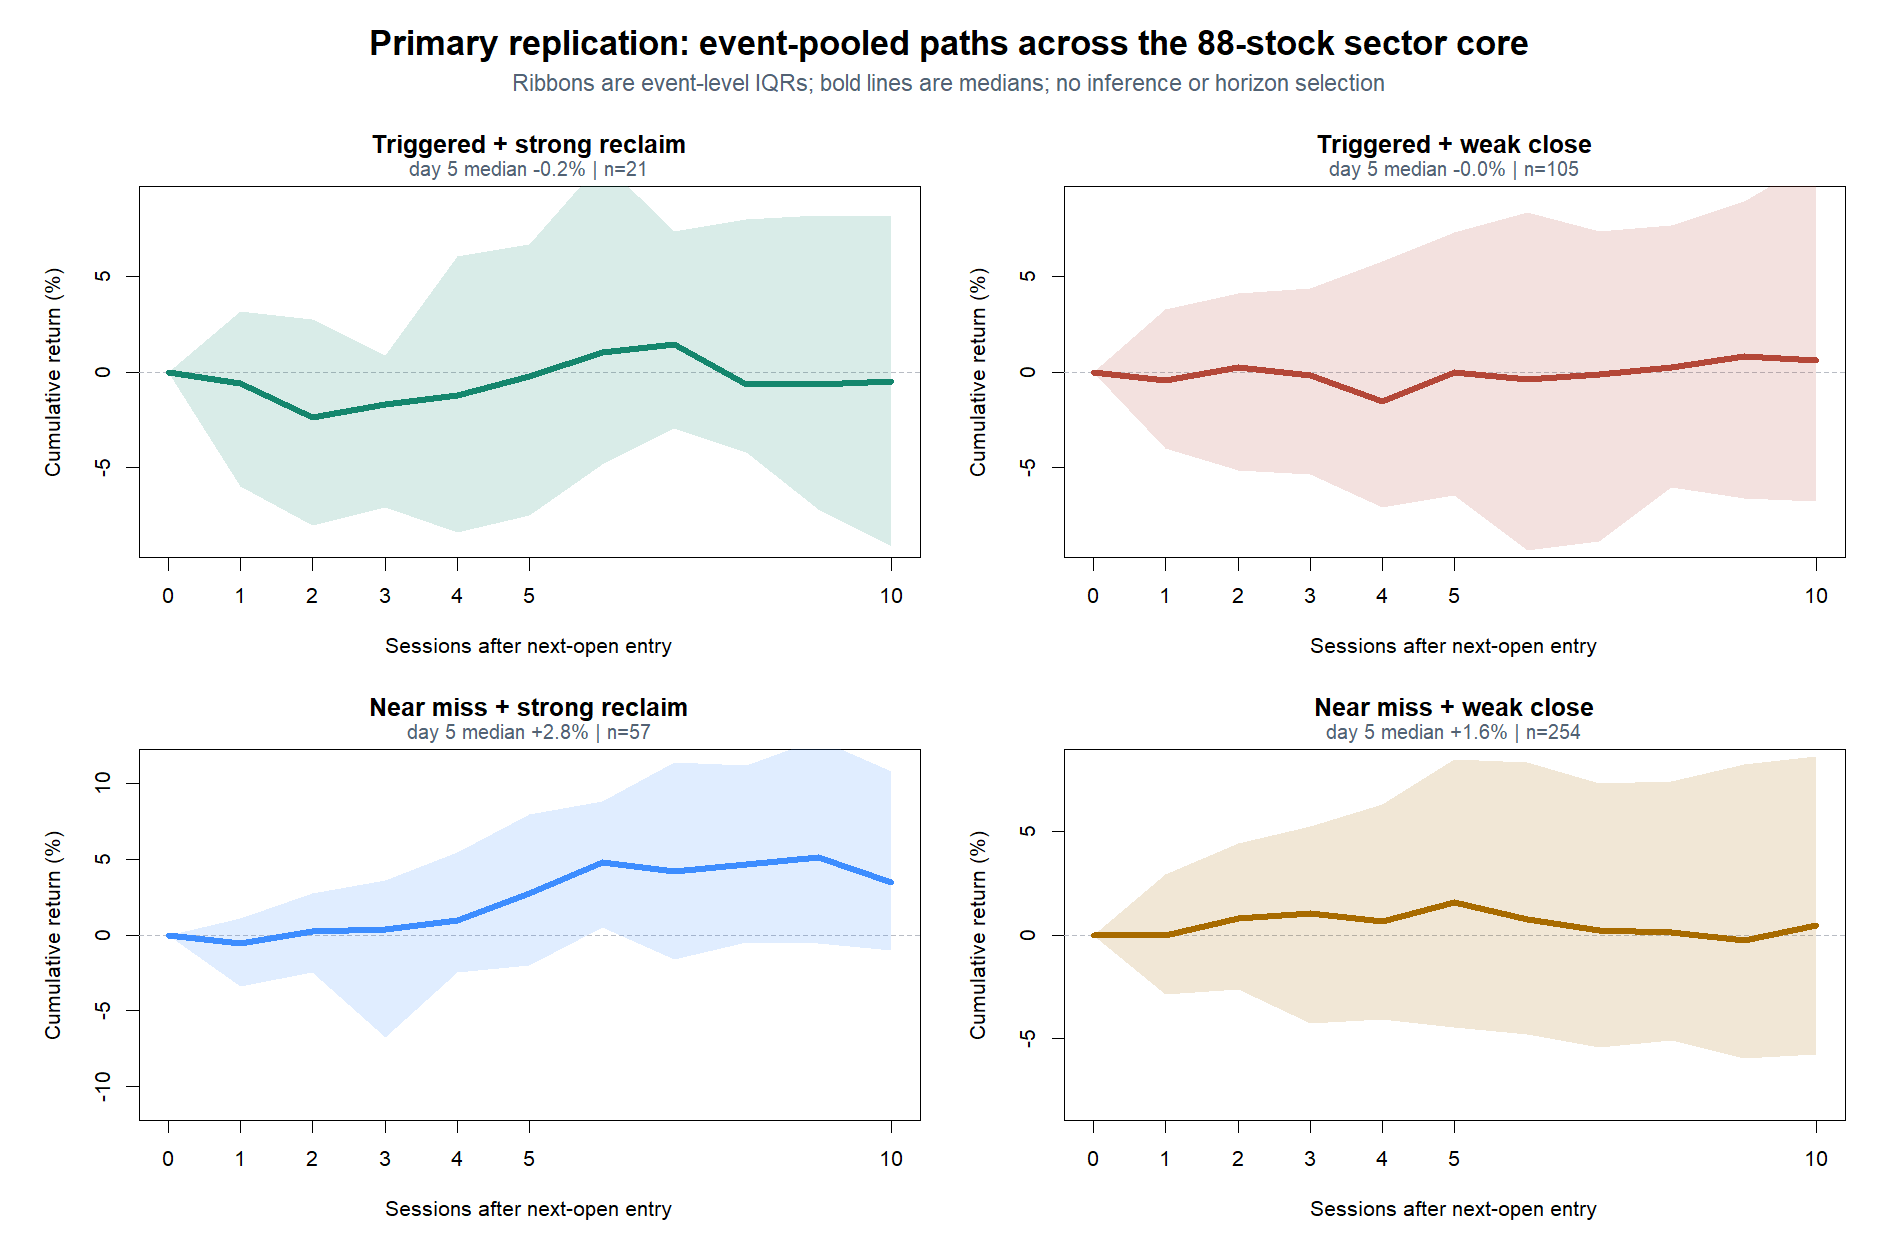 Primary replication: event-pooled paths across the 88-stock sector core
Ribbons are event-level IQRs; bold lines are medians; no inference or horizon selection
Triggered + strong reclaim
day 5 median -0.2% | n=21
Cumulative return (%)
5
0
-5
0 1 2 3 4 5 10
Sessions after next-open entry
Triggered + weak close
day 5 median -0.0% | n=105
Cumulative return (%)
5
0
-5
0 1 2 3 4 5 10
Sessions after next-open entry
Near miss + strong reclaim
day 5 median +2.8% | n=57
Cumulative return (%)
10
5
0
-5
-10
0 1 2 3 4 5 10
Sessions after next-open entry
Near miss + weak close
day 5 median +1.6% | n=254
Cumulative return (%)
5
0
-5
0 1 2 3 4 5 10
Sessions after next-open entry